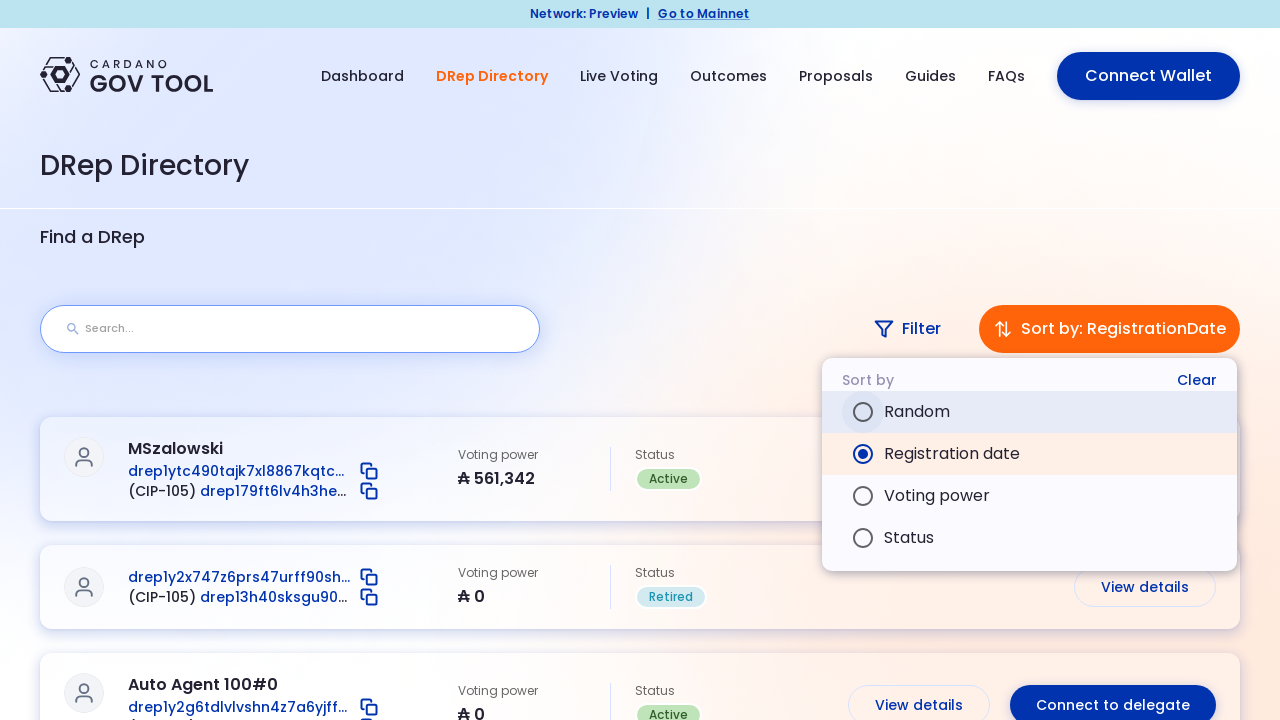 Network: Preview | Go to Mainnet
CARDANO
GOV TOOL
Dashboard
DRep Directory
Live Voting
Outcomes
Proposals
Guides
FAQs
Connect Wallet
DRep Directory
Find a DRep
Search...
Filter
Sort by: RegistrationDate
Sort by
Clear
Random
Registration date
Voting power
Status
MSzalowski
drep1ytc490tajk7xl8867kqtc...
(CIP-105) drep179ft6lv4h3he...
Voting power
₳ 561,342
Status
Active
drep1y2x747z6prs47urff90sh...
(CIP-105) drep13h40sksgu90...
Voting power
₳ 0
Status
Retired
View details
Auto Agent 100#0
drep1y2g6tdlvlvshn4z7a6yjff...
Voting power
₳ 0
Status
Active
View details
Connect to delegate